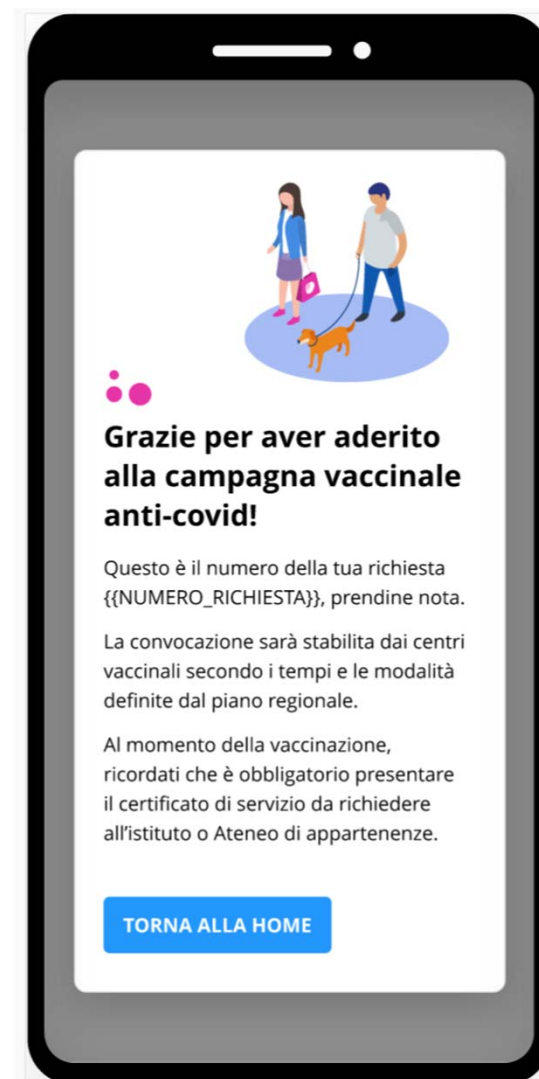 Grazie per aver aderito
alla campagna vaccinale
anti-covid!
Questo è il numero della tua richiesta
{{NUMERO_RICHIESTA}}, prendine nota.
La convocazione sarà stabilita dai centri
vaccinali secondo i tempi e le modalità
definite dal piano regionale.
Al momento della vaccinazione,
ricordati che è obbligatorio presentare
il certificato di servizio da richiedere
all’istituto o Ateneo di appartenenze.
TORNA ALLA HOME